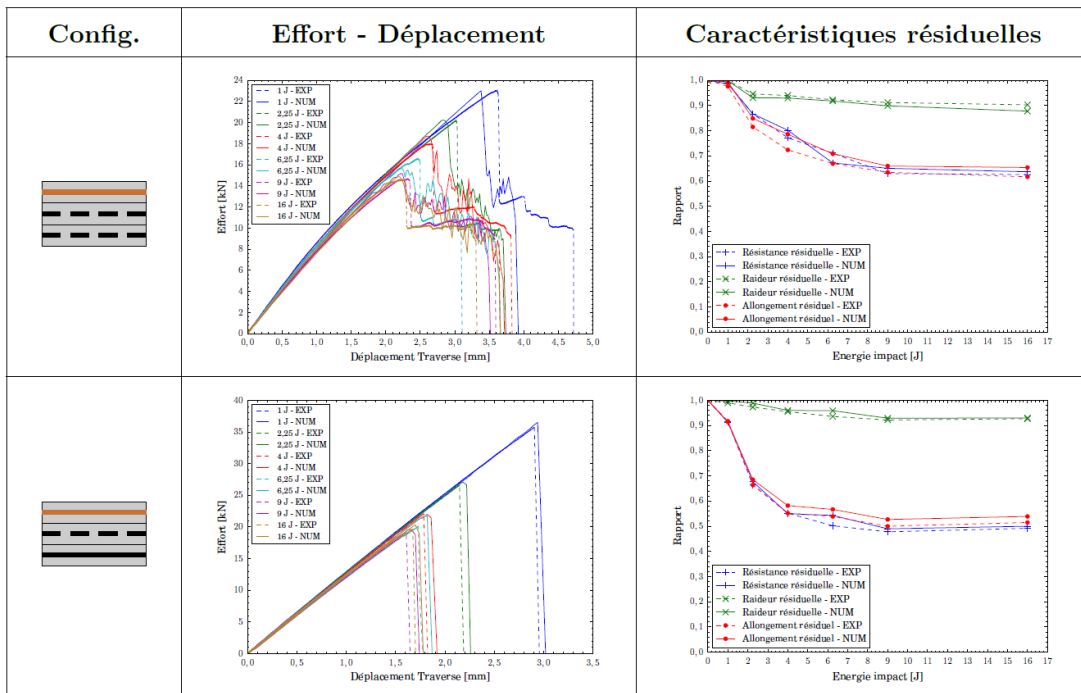 Config.
Effort - Déplacement
Caractéristiques résiduelles
24
22
20
18
16
14
12
10
8
6
4
2
0
Effort [kN]
1 J - EXP
1 J - NUM
2,25 J - EXP
2,25 J - NUM
4 J - EXP
4 J - NUM
6,25 J - EXP
6,25 J - NUM
9 J - EXP
9 J - NUM
16 J - EXP
16 J - NUM
0,0 0,5 1,0 1,5 2,0 2,5 3,0 3,5 4,0 4,5 5,0
Déplacement Traverse [mm]
1,0
0,9
0,8
0,7
0,6
0,5
0,4
0,3
0,2
0,1
0,0
Rapport
Résistance résiduelle - EXP
Résistance résiduelle - NUM
Raideur résiduelle - EXP
Raideur résiduelle - NUM
Allongement résiduel - EXP
Allongement résiduel - NUM
0 1 2 3 4 5 6 7 8 9 10 11 12 13 14 15 16 17
Energie impact [J]
40
35
30
25
20
15
10
5
0
Effort [kN]
1 J - EXP
1 J - NUM
2,25 J - EXP
2,25 J - NUM
4 J - EXP
4 J - NUM
6,25 J - EXP
6,25 J - NUM
9 J - EXP
9 J - NUM
16 J - EXP
16 J - NUM
0,0 0,5 1,0 1,5 2,0 2,5 3,0 3,5
Déplacement Traverse [mm]
1,0
0,9
0,8
0,7
0,6
0,5
0,4
0,3
0,2
0,1
0,0
Rapport
Résistance résiduelle - EXP
Résistance résiduelle - NUM
Raideur résiduelle - EXP
Raideur résiduelle - NUM
Allongement résiduel - EXP
Allongement résiduel - NUM
0 1 2 3 4 5 6 7 8 9 10 11 12 13 14 15 16 17
Energie impact [J]